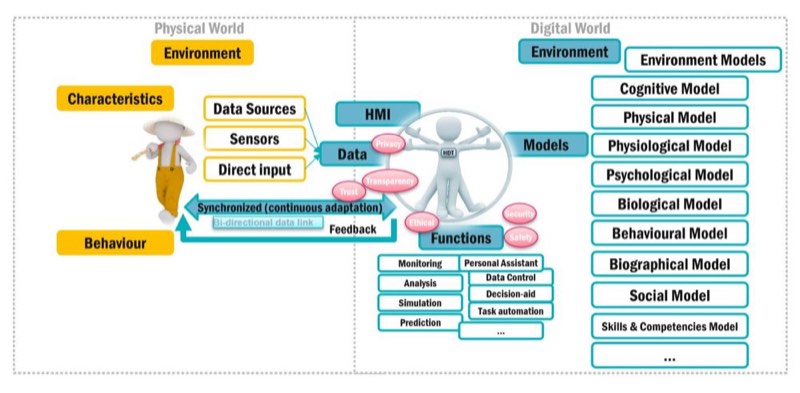 Physical World
Environment
Characteristics
Data Sources
Sensors
Direct input
Synchronized (continuous adaptation)
Bi-directional data link
Feedback
Behaviour
Digital World
HMI
Data
Privacy
Transparency
Trust
HDT
Ethical
Security
Safety
Functions
Monitoring
Analysis
Simulation
Prediction
Personal Assistant
Data Control
Decision-aid
Task automation
...
Environment
Environment Models
Models
Cognitive Model
Physical Model
Physiological Model
Psychological Model
Biological Model
Behavioural Model
Biographical Model
Social Model
Skills & Competencies Model
...